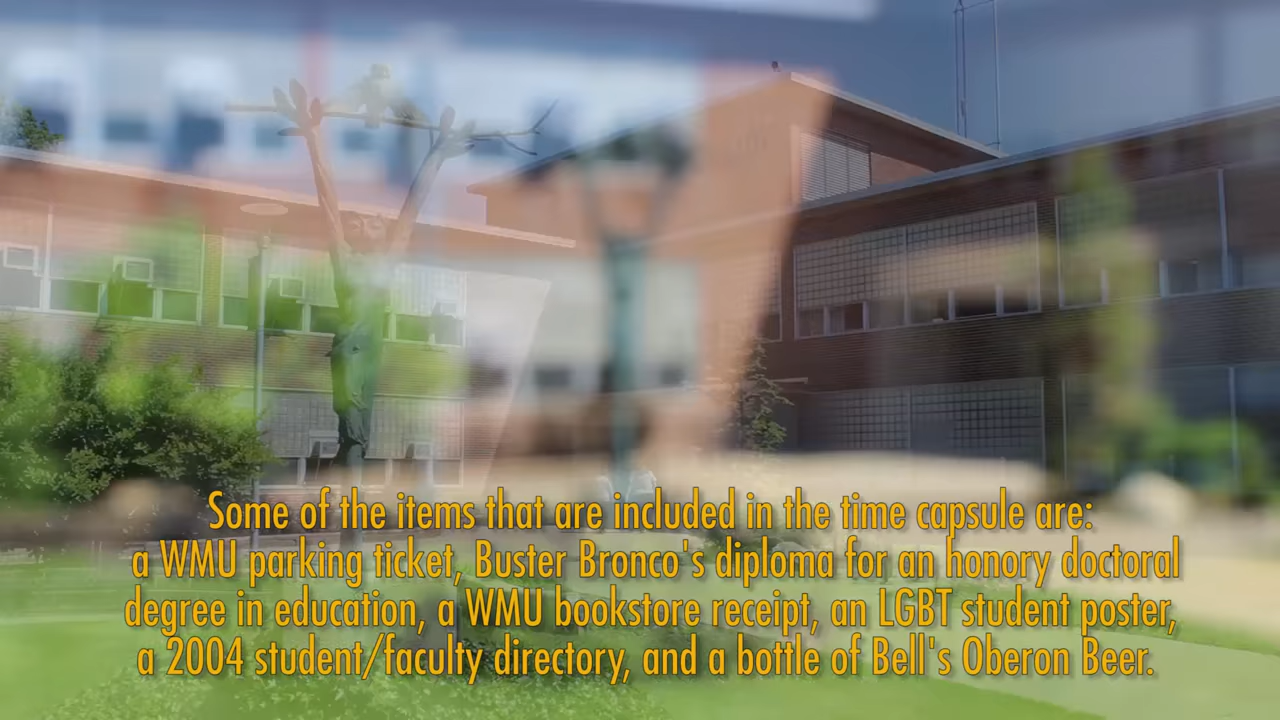 Some of the items that are included in the time capsule are:
a WMU parking ticket, Buster Bronco's diploma for an honory doctoral
degree in education, a WMU bookstore receipt, an LGBT student poster,
a 2004 student/faculty directory, and a bottle of Bell's Oberon Beer.